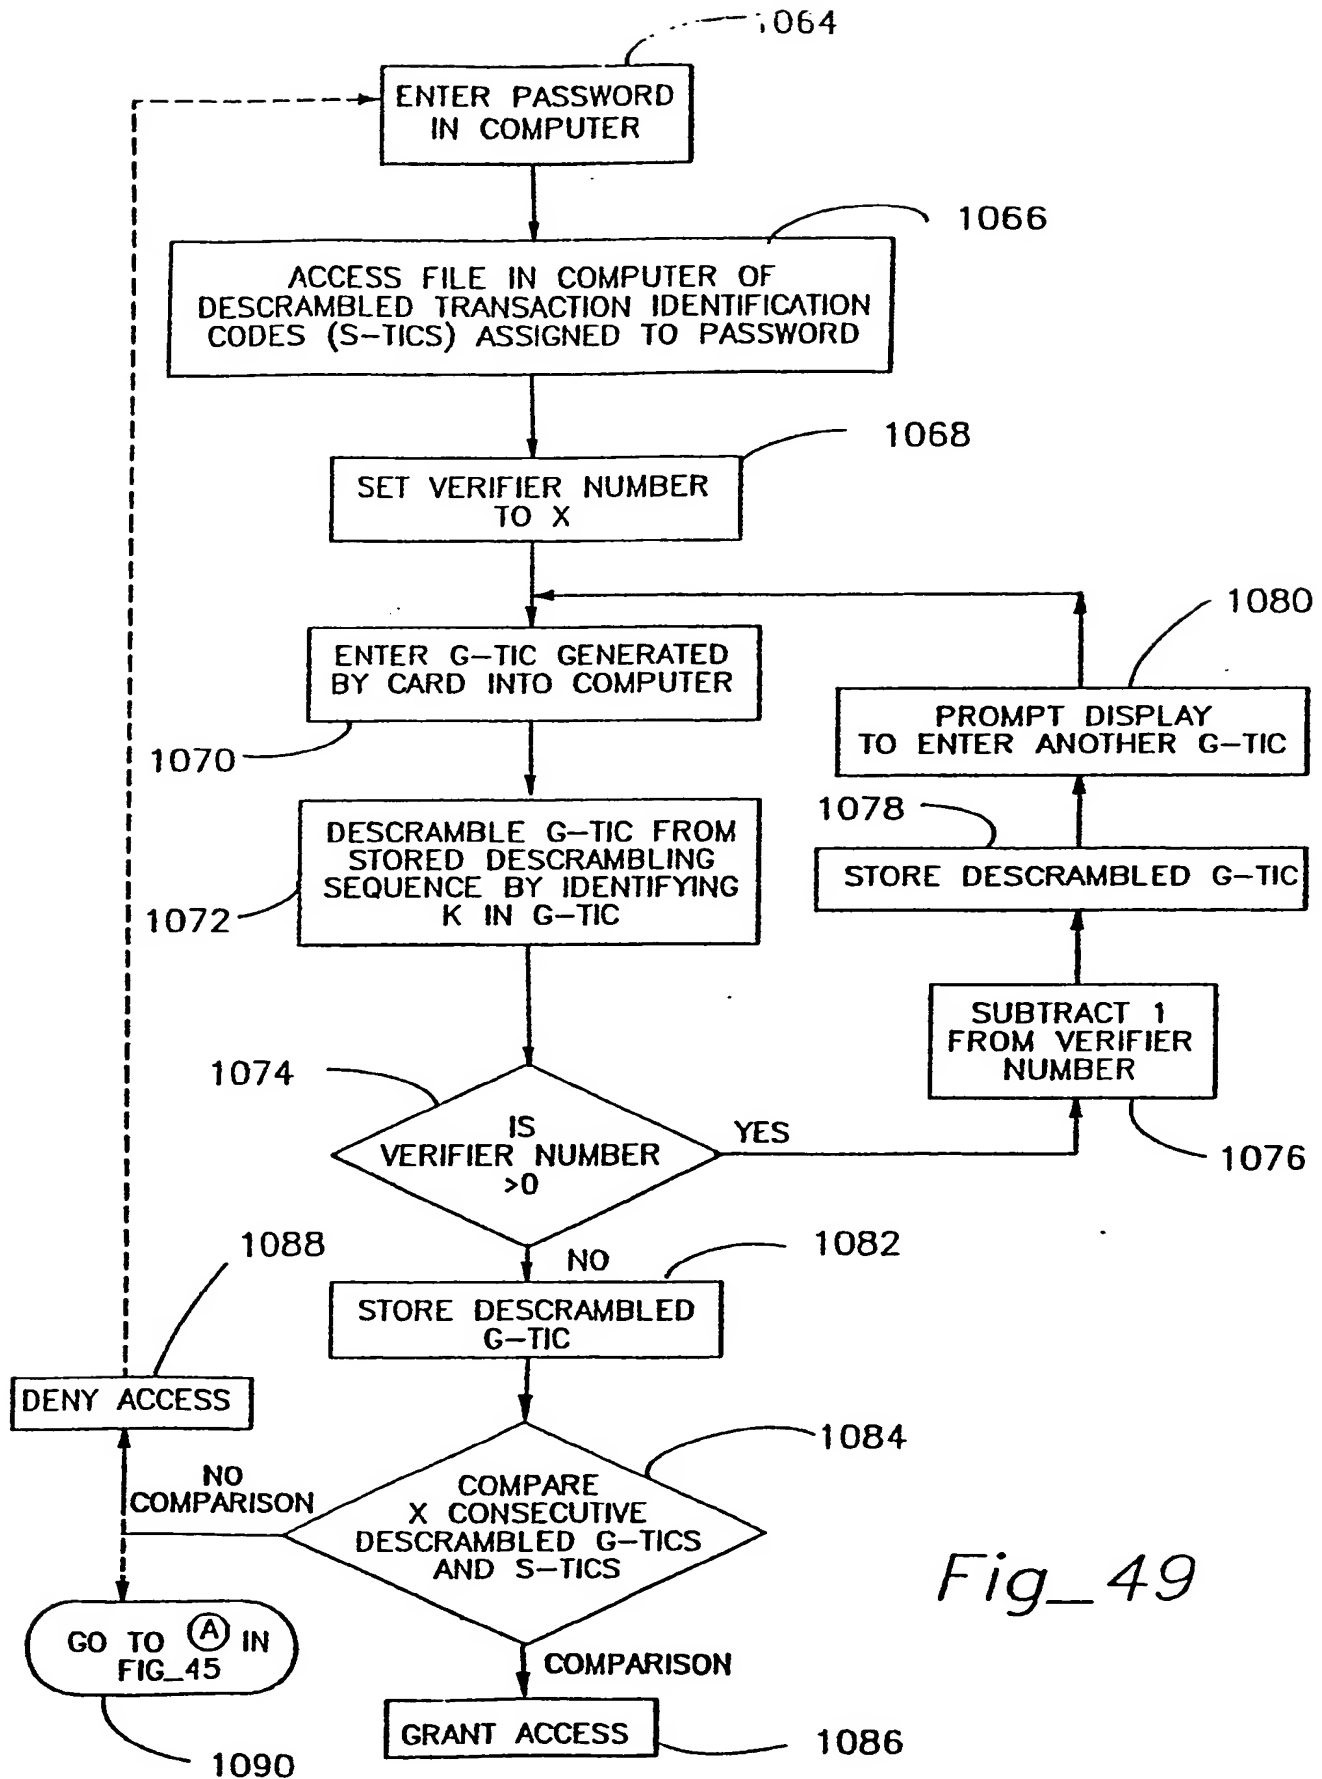 1064
ENTER PASSWORD
IN COMPUTER
1066
ACCESS FILE IN COMPUTER OF
DESCRAMBLED TRANSACTION IDENTIFICATION
CODES (S-TICS) ASSIGNED TO PASSWORD
1068
SET VERIFIER NUMBER
TO X
1080
ENTER G-TIC GENERATED
BY CARD INTO COMPUTER
1070
PROMPT DISPLAY
TO ENTER ANOTHER G-TIC
1078
DESCRAMBLE G-TIC FROM
STORED DESCRAMBLING
SEQUENCE BY IDENTIFYING
K IN G-TIC
1072
STORE DESCRAMBLED G-TIC
SUBTRACT 1
FROM VERIFIER
NUMBER
1076
1074
IS
VERIFIER NUMBER
>0
YES
NO
1082
STORE DESCRAMBLED
G-TIC
1088
DENY ACCESS
1084
COMPARE
X CONSECUTIVE
DESCRAMBLED G-TICS
AND S-TICS
NO
COMPARISON
GO TO A IN
FIG_45
1090
COMPARISON
GRANT ACCESS
1086
Fig_49